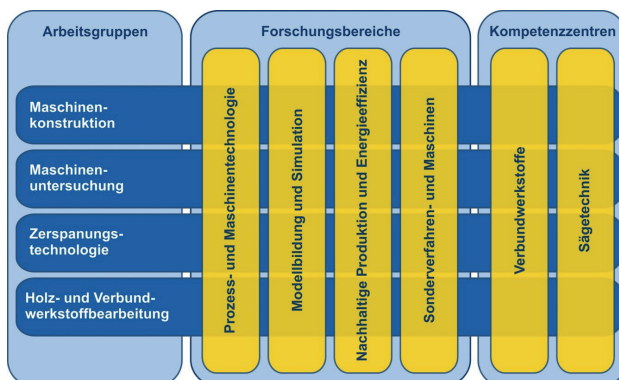 Arbeitsgruppen
Forschungsbereiche
Kompetenzzentren
Maschinen-
konstruktion
Maschinen-
untersuchung
Zerspanungs-
technologie
Holz- und Verbund-
werkstoffbearbeitung
Prozess- und Maschinentechnologie
Modellbildung und Simulation
Nachhaltige Produktion und Energieeffizienz
Sonderverfahren- und Maschinen
Verbundwerkstoffe
Sägetechnik